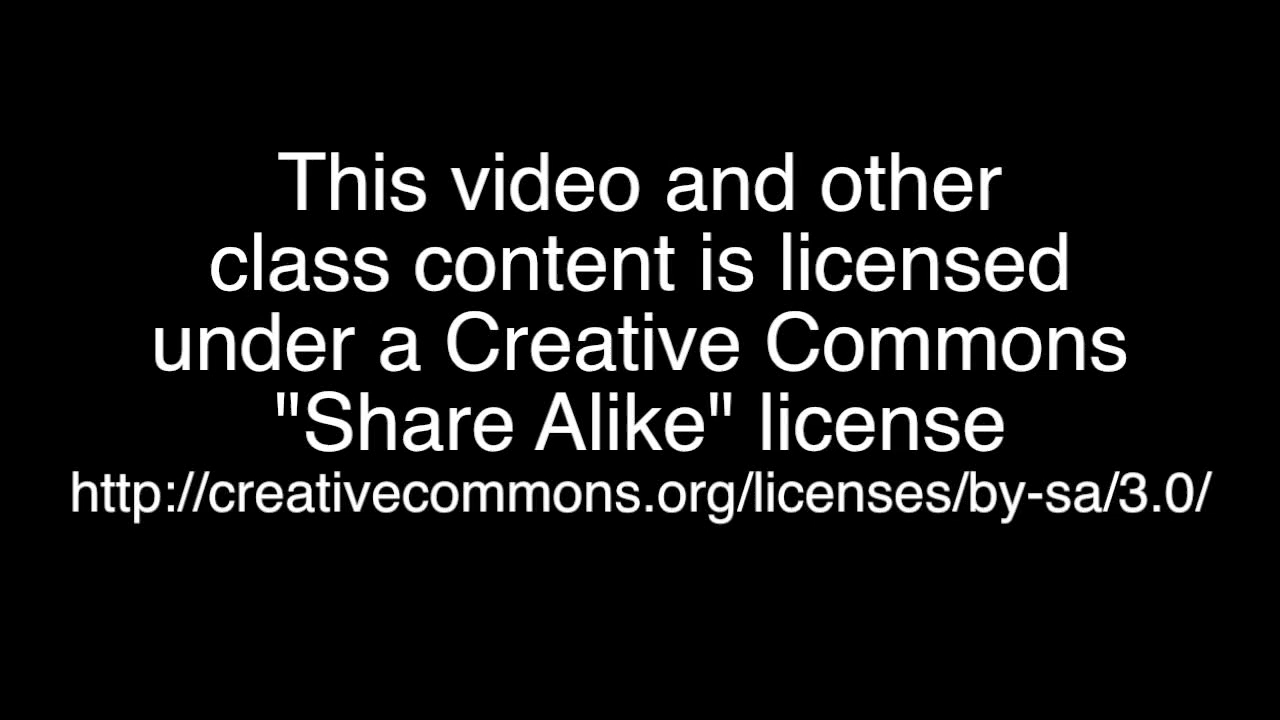 This video and other
class content is licensed
under a Creative Commons
"Share Alike" license
http://creativecommons.org/licenses/by-sa/3.0/